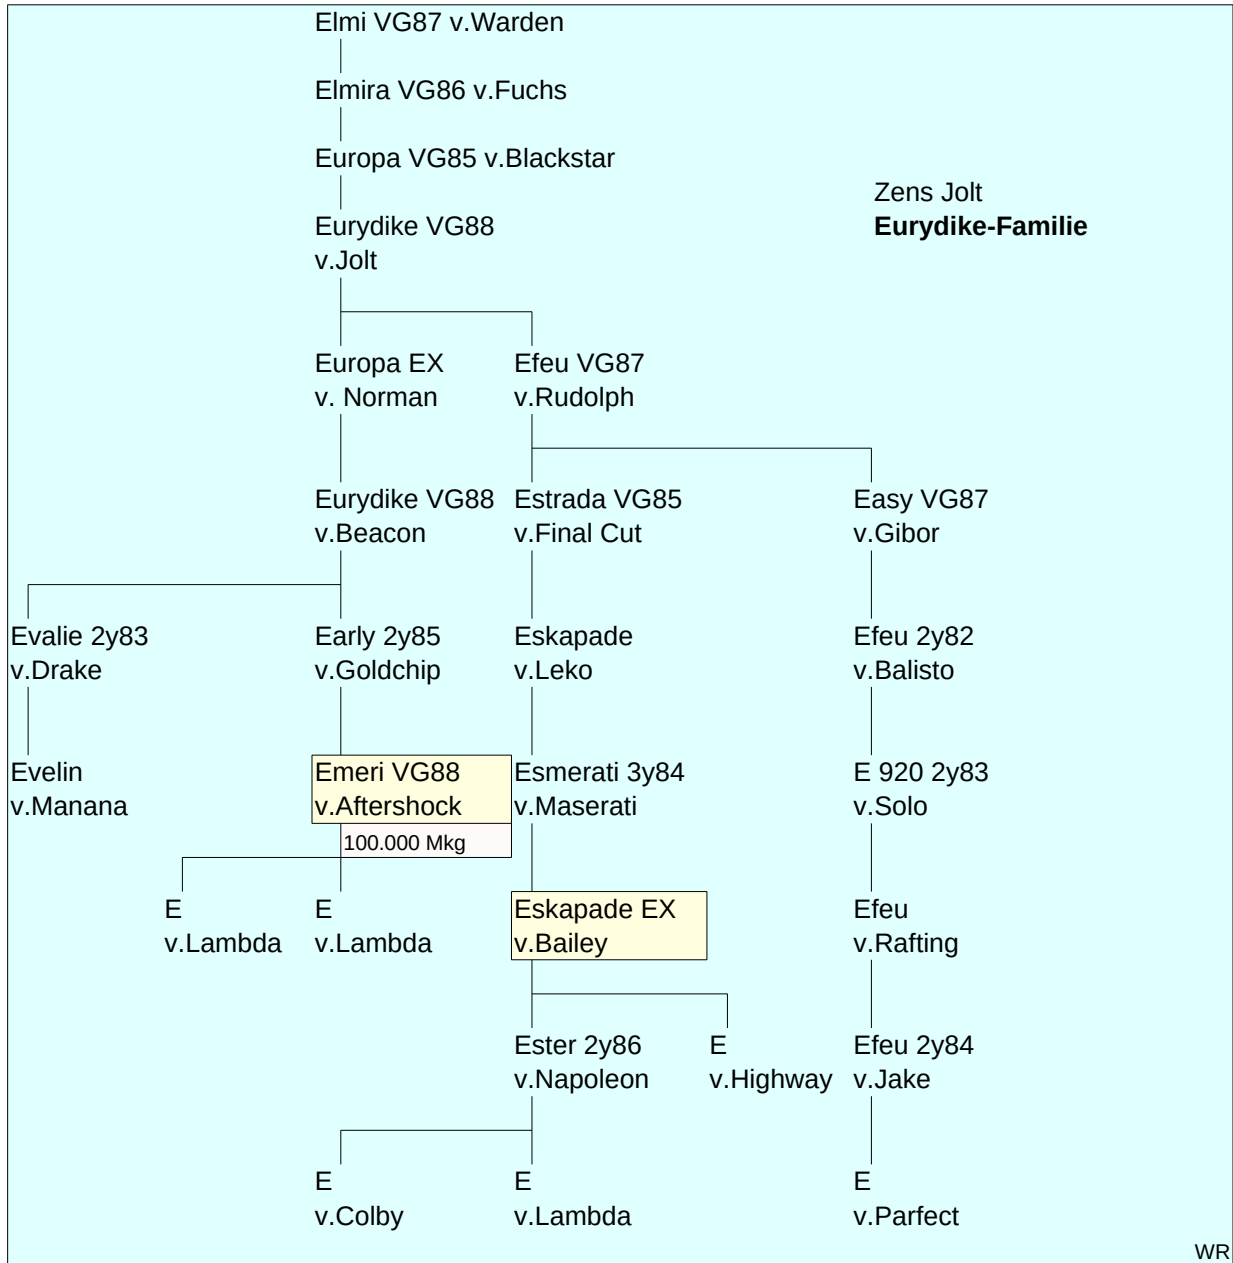 Elmi VG87 v.Warden
Elmira VG86 v.Fuchs
Europa VG85 v.Blackstar
Zens Jolt
Eurydike-Familie
Eurydike VG88
v.Jolt
Europa EX
v. Norman
Efeu VG87
v.Rudolph
Eurydike VG88
v.Beacon
Estrada VG85
v.Final Cut
Easy VG87
v.Gibor
Evalie 2y83
v.Drake
Early 2y85
v.Goldchip
Eskapade
v.Leko
Efeu 2y82
v.Balisto
Evelin
v.Manana
Emeri VG88
v.Aftershock
100.000 Mkg
Esmerati 3y84
v.Maserati
E 920 2y83
v.Solo
E
v.Lambda
E
v.Lambda
Eskapade EX
v.Bailey
Efeu
v.Rafting
Ester 2y86
v.Napoleon
E
v.Highway
Efeu 2y84
v.Jake
E
v.Colby
E
v.Lambda
E
v.Parfect
WR